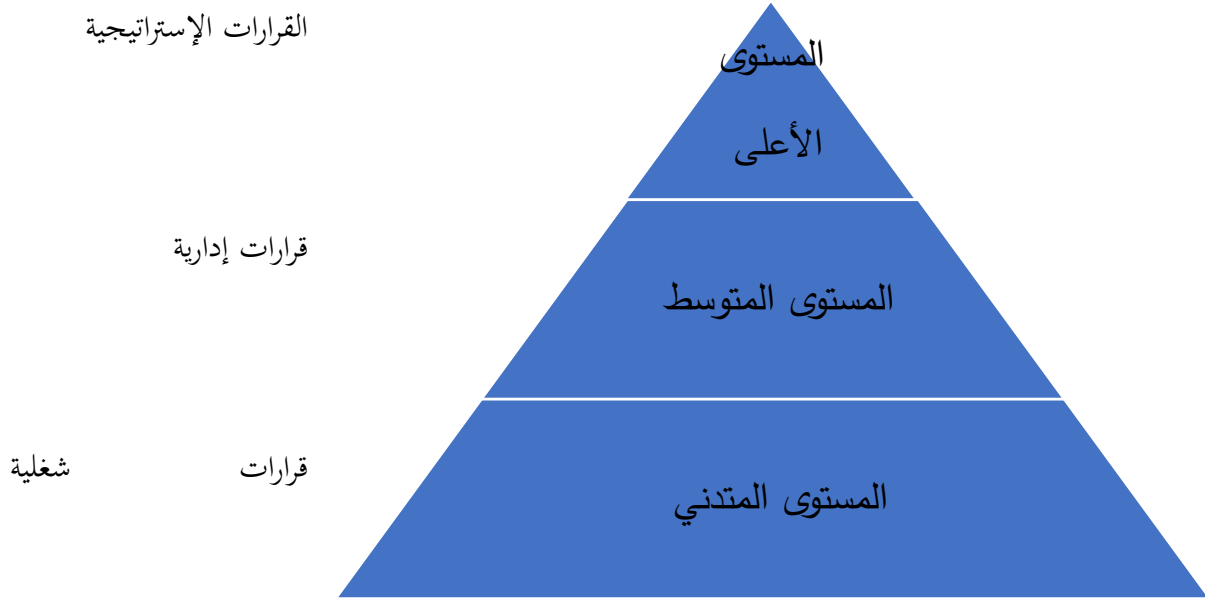 القرارات الإستراتيجية
المستوى
الأعلى
قرارات إدارية
المستوى المتوسط
قرارات شغلية
المستوى المتدني